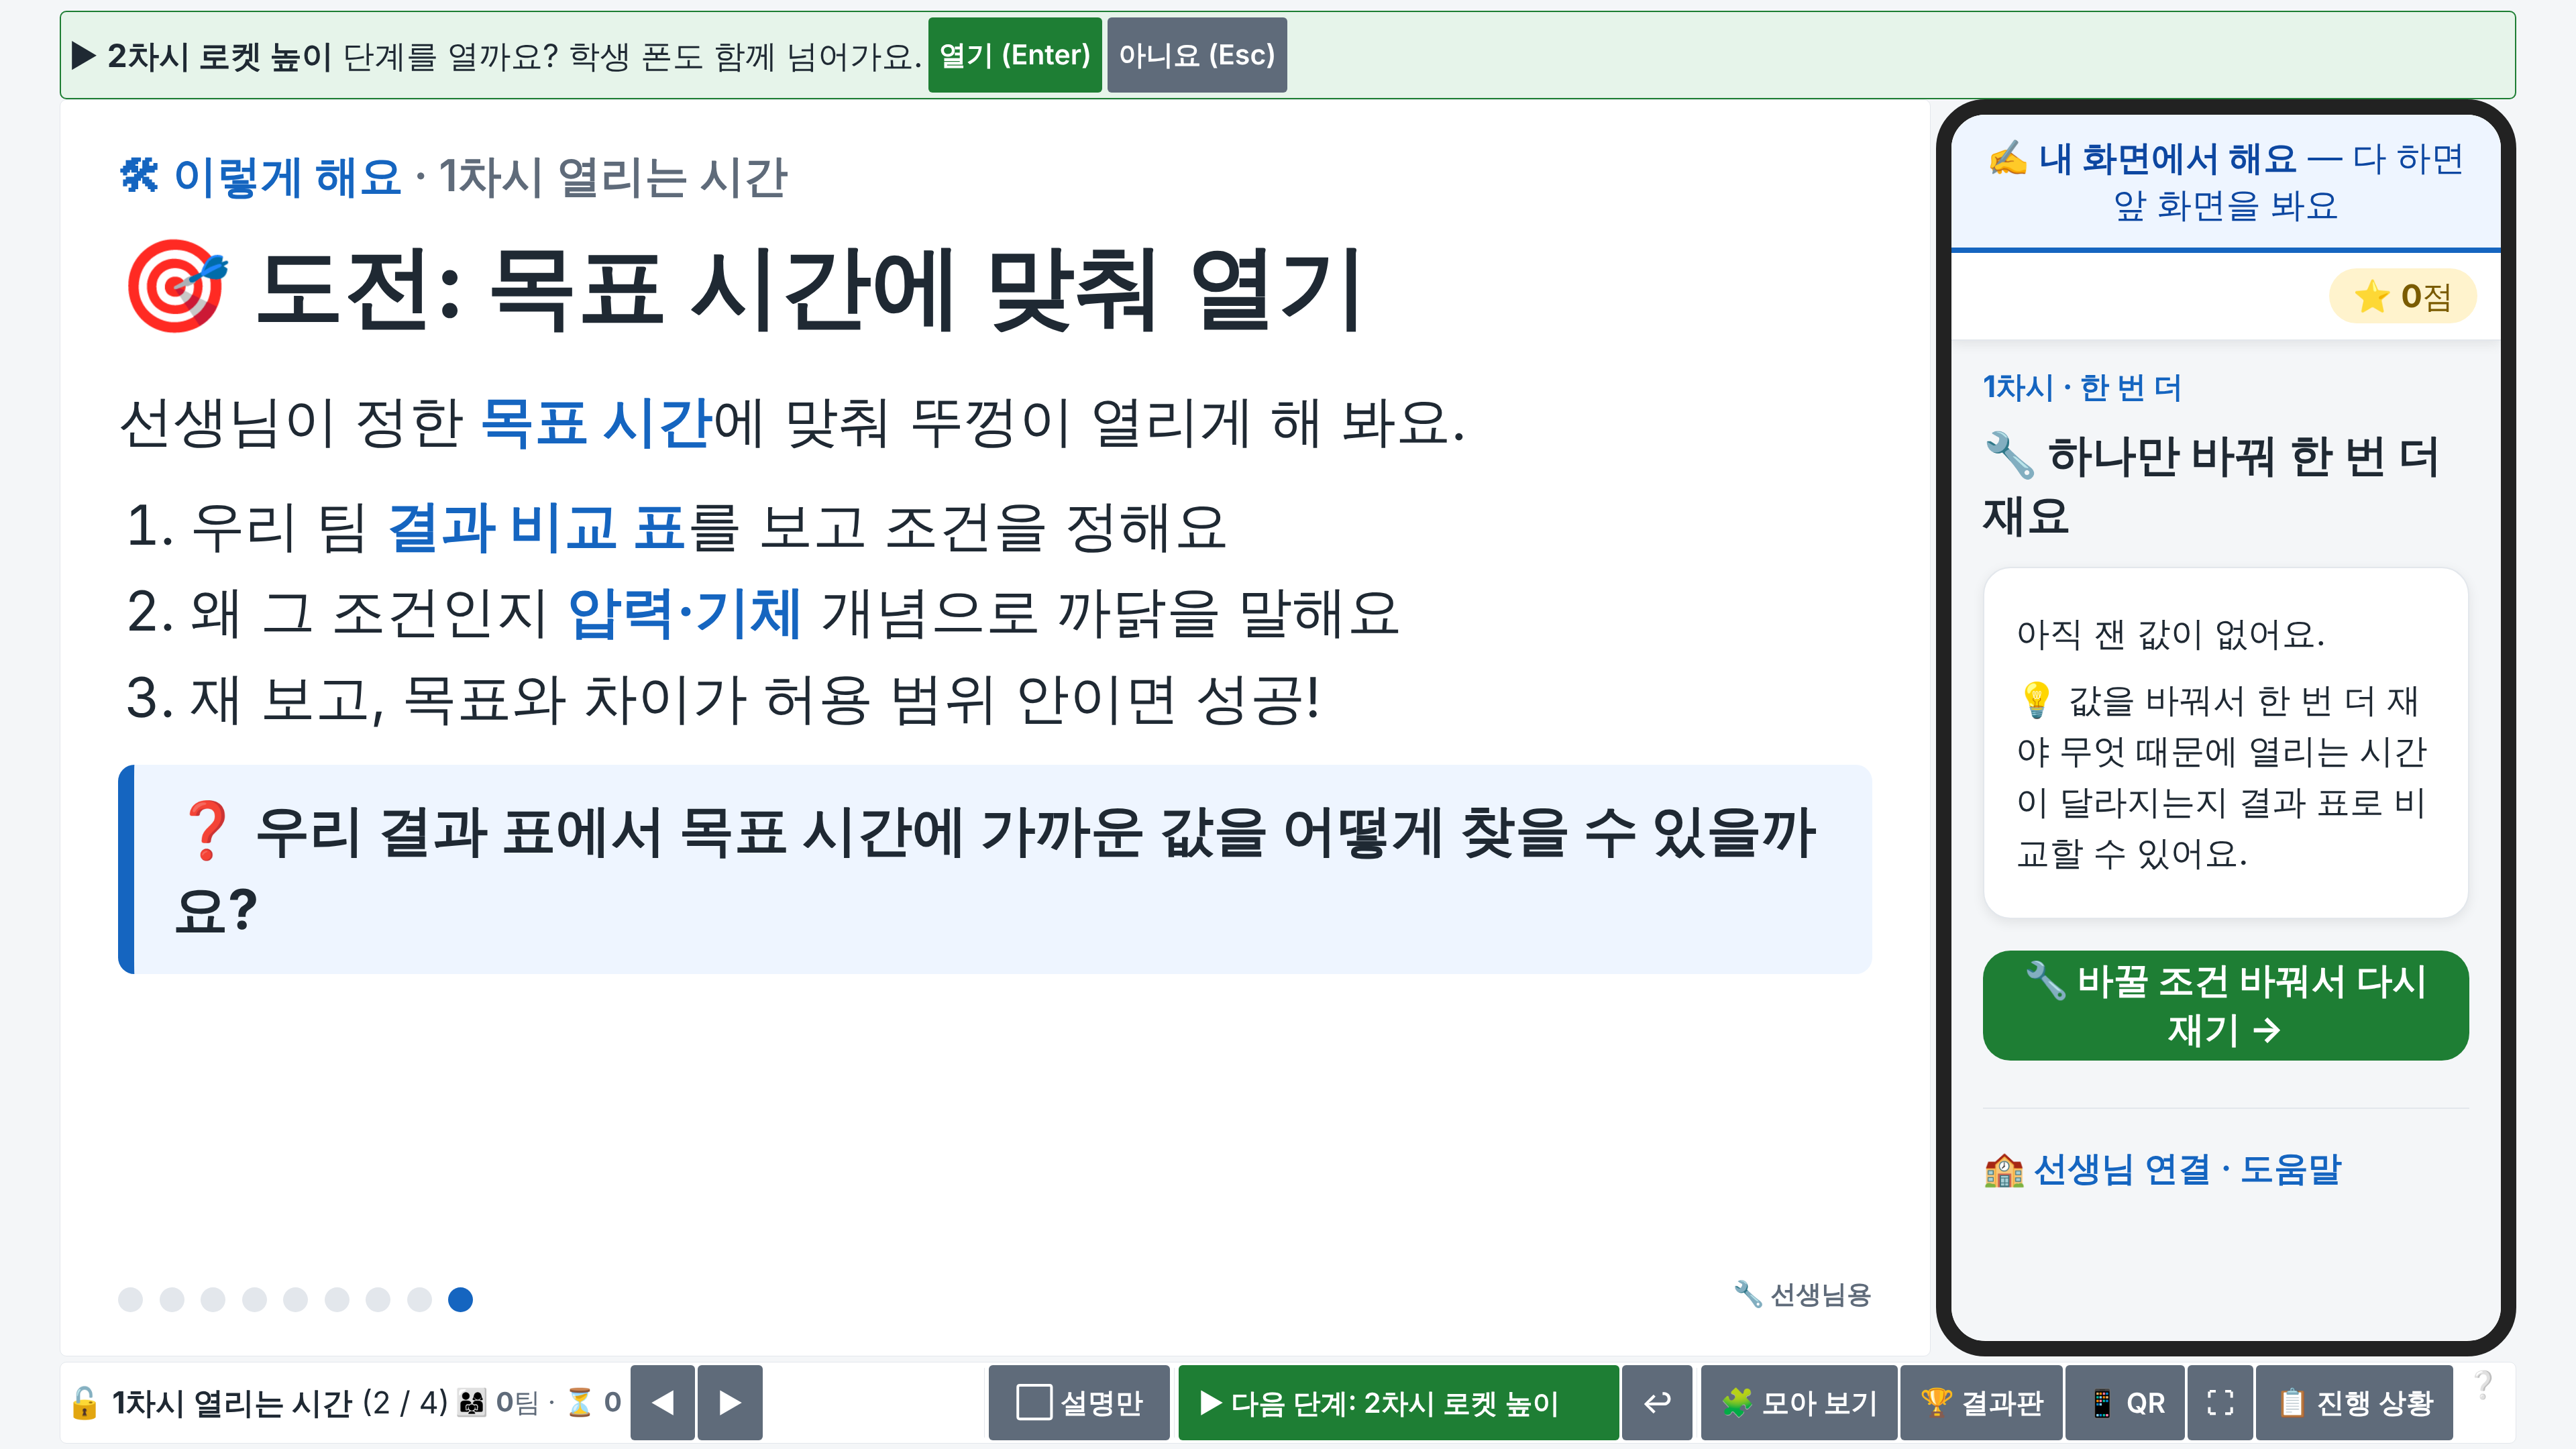 ▶ 2차시 로켓 높이 단계를 열까요? 학생 폰도 함께 넘어가요. 열기 (Enter) 아니요 (Esc)
🛠 이렇게 해요 · 1차시 열리는 시간
🎯 도전: 목표 시간에 맞춰 열기
선생님이 정한 목표 시간에 맞춰 뚜껑이 열리게 해 봐요.
1. 우리 팀 결과 비교 표를 보고 조건을 정해요
2. 왜 그 조건인지 압력·기체 개념으로 까닭을 말해요
3. 재 보고, 목표와 차이가 허용 범위 안이면 성공!
❓ 우리 결과 표에서 목표 시간에 가까운 값을 어떻게 찾을 수 있을까
요?
🔧 선생님용
✍️ 내 화면에서 해요 — 다 하면
앞 화면을 봐요
⭐ 0점
1차시 · 한 번 더
🔧 하나만 바꿔 한 번 더
재요
아직 잰 값이 없어요.
💡 값을 바꿔서 한 번 더 재
야 무엇 때문에 열리는 시간
이 달라지는지 결과 표로 비
교할 수 있어요.
🔧 바꿀 조건 바꿔서 다시
재기 →
🏫 선생님 연결 · 도움말
🔓 1차시 열리는 시간 (2 / 4) 👨‍👩‍👧‍👦 0팀 · ⏳ 0 ◀ ▶ ⬜ 설명만 ▶ 다음 단계: 2차시 로켓 높이 ↩ 🧩 모아 보기 🏆 결과판 📱 QR ⛶ 📋 진행 상황 ❔